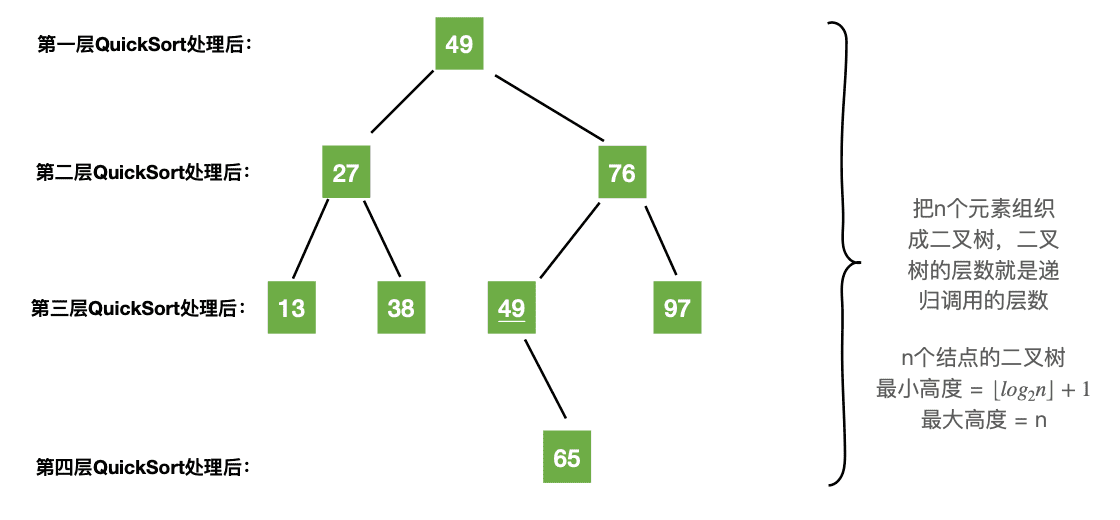 第一层QuickSort处理后：
49
第二层QuickSort处理后：
27
76
第三层QuickSort处理后：
13
38
49
97
第四层QuickSort处理后：
65
把n个元素组织
成二叉树，二叉
树的层数就是递
归调用的层数
n个结点的二叉树
最小高度 = ⌊log₂n⌋ + 1
最大高度 = n